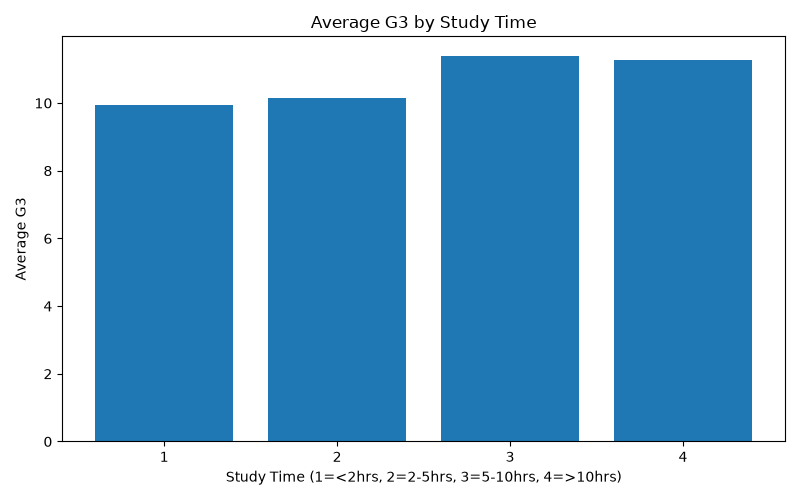 Average G3 by Study Time
10
8
6
4
2
0
Average G3
1 2 3 4
Study Time (1=<2hrs, 2=2-5hrs, 3=5-10hrs, 4=>10hrs)